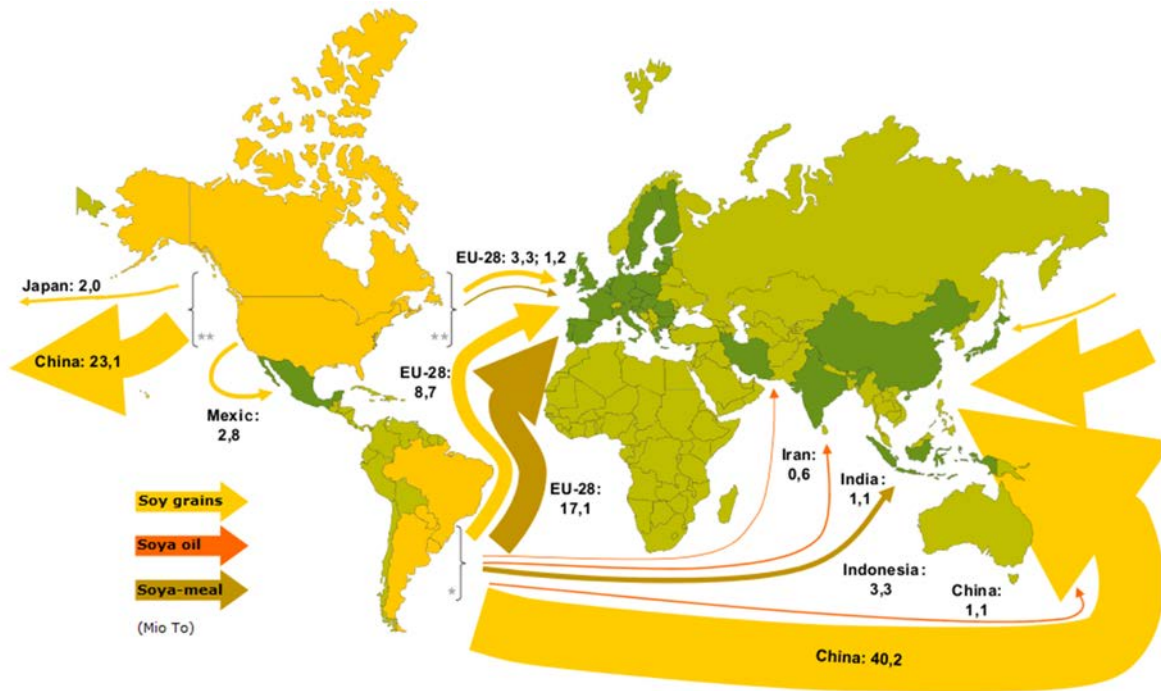 EU-28: 3,3; 1,2
Japan: 2,0
**
**
China: 23,1
EU-28:
8,7
Mexic:
2,8
Iran:
0,6
India:
1,1
EU-28:
17,1
Soy grains
Soya oil
Soya-meal
(Mio To)
*
Indonesia:
3,3
China:
1,1
China: 40,2